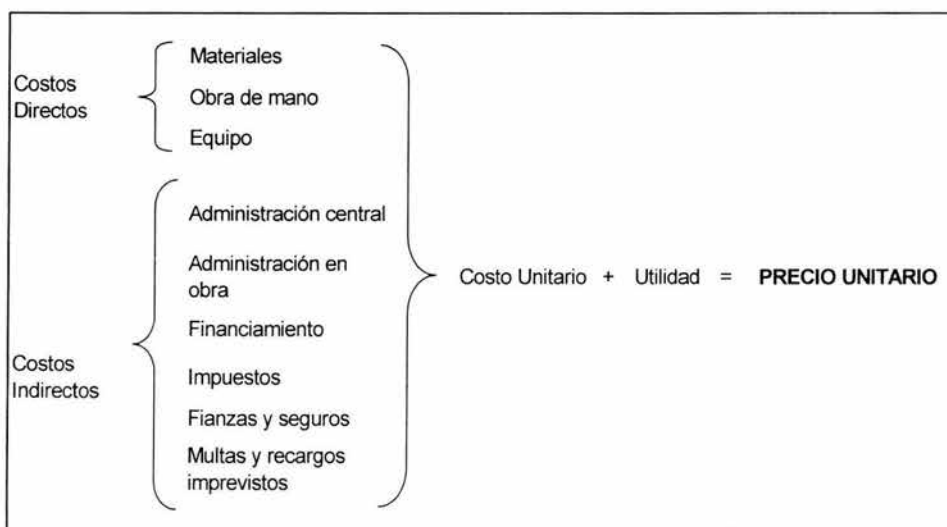 Costos
Directos
Materiales
Obra de mano
Equipo
Costos
Indirectos
Administración central
Administración en
obra
Financiamiento
Impuestos
Fianzas y seguros
Multas y recargos
imprevistos
Costo Unitario + Utilidad = PRECIO UNITARIO